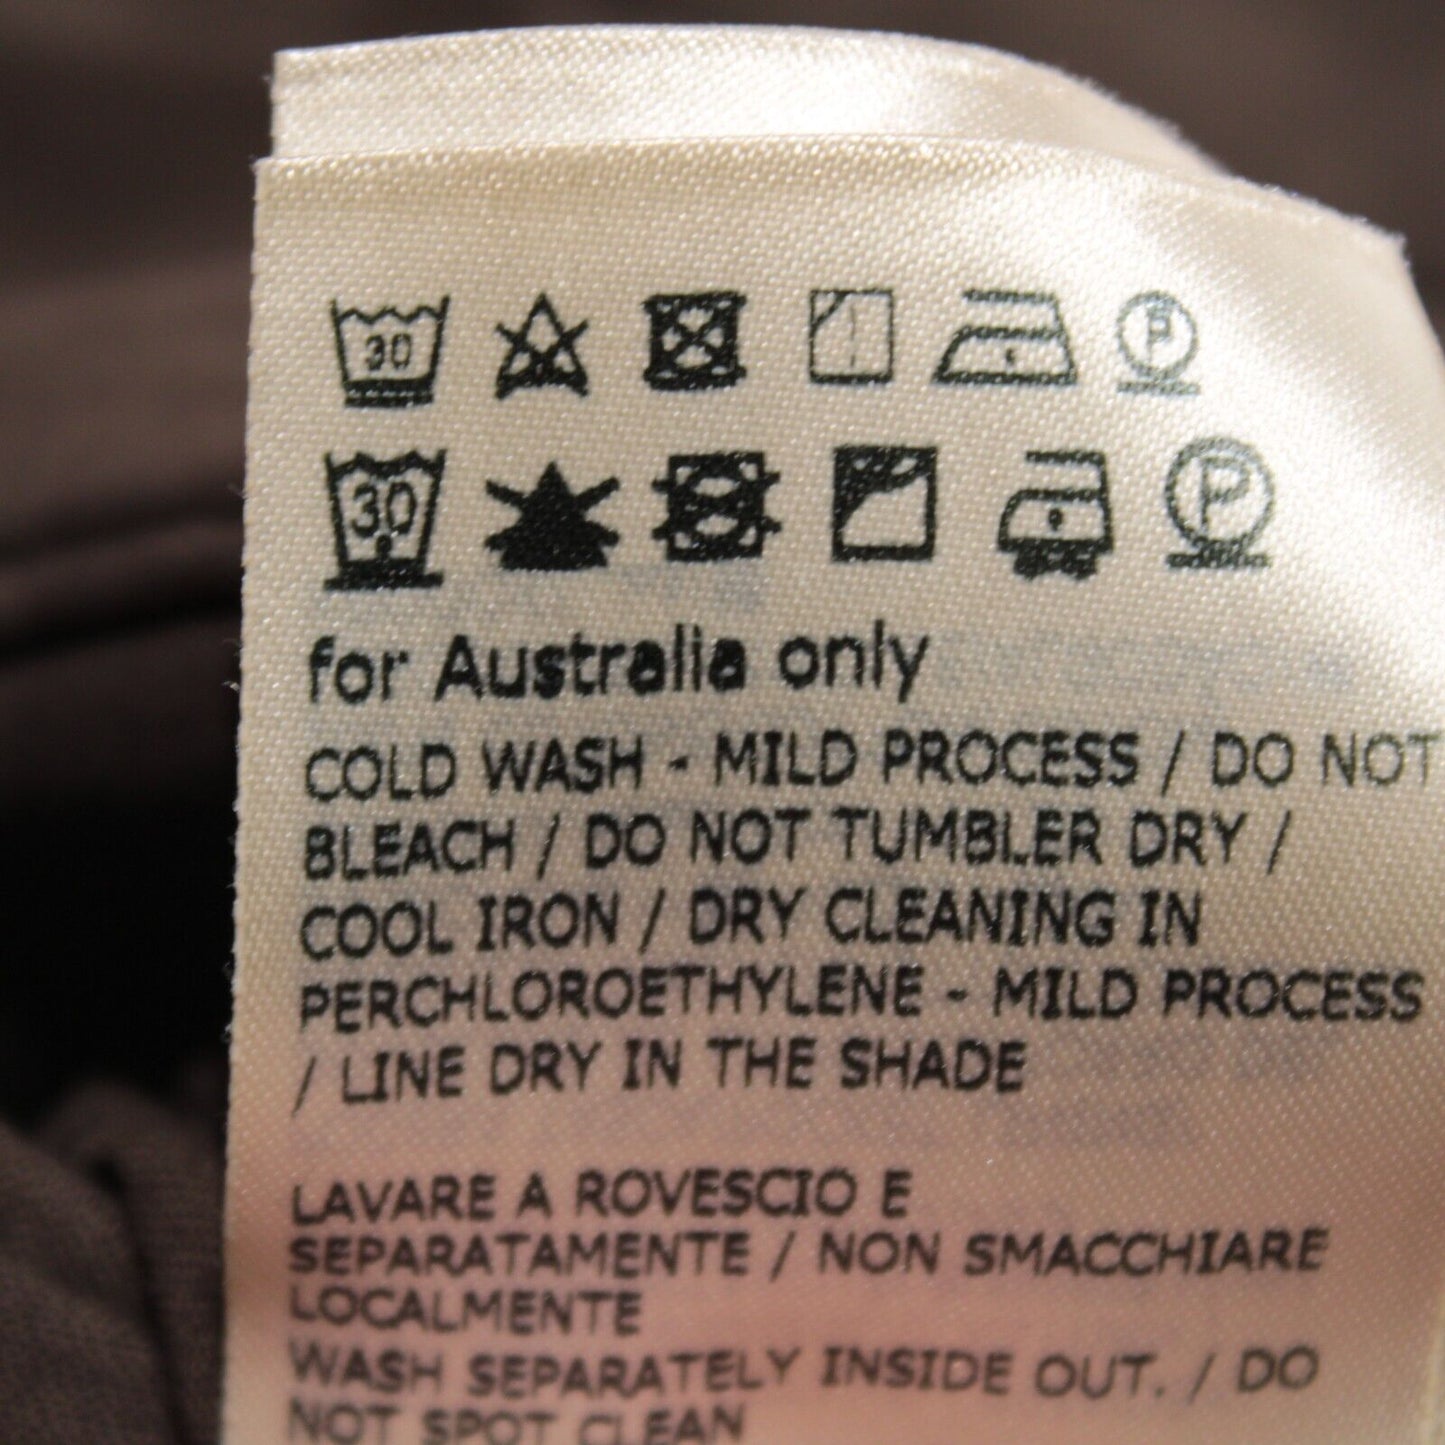 30 P
30 P
for Australia only
COLD WASH - MILD PROCESS / DO NOT
BLEACH / DO NOT TUMBLER DRY /
COOL IRON / DRY CLEANING IN
PERCHLOROETHYLENE - MILD PROCESS
/ LINE DRY IN THE SHADE
LAVARE A ROVESCIO E
SEPARATAMENTE / NON SMACCHIARE
LOCALMENTE
WASH SEPARATELY INSIDE OUT. / DO
NOT SPOT CLEAN